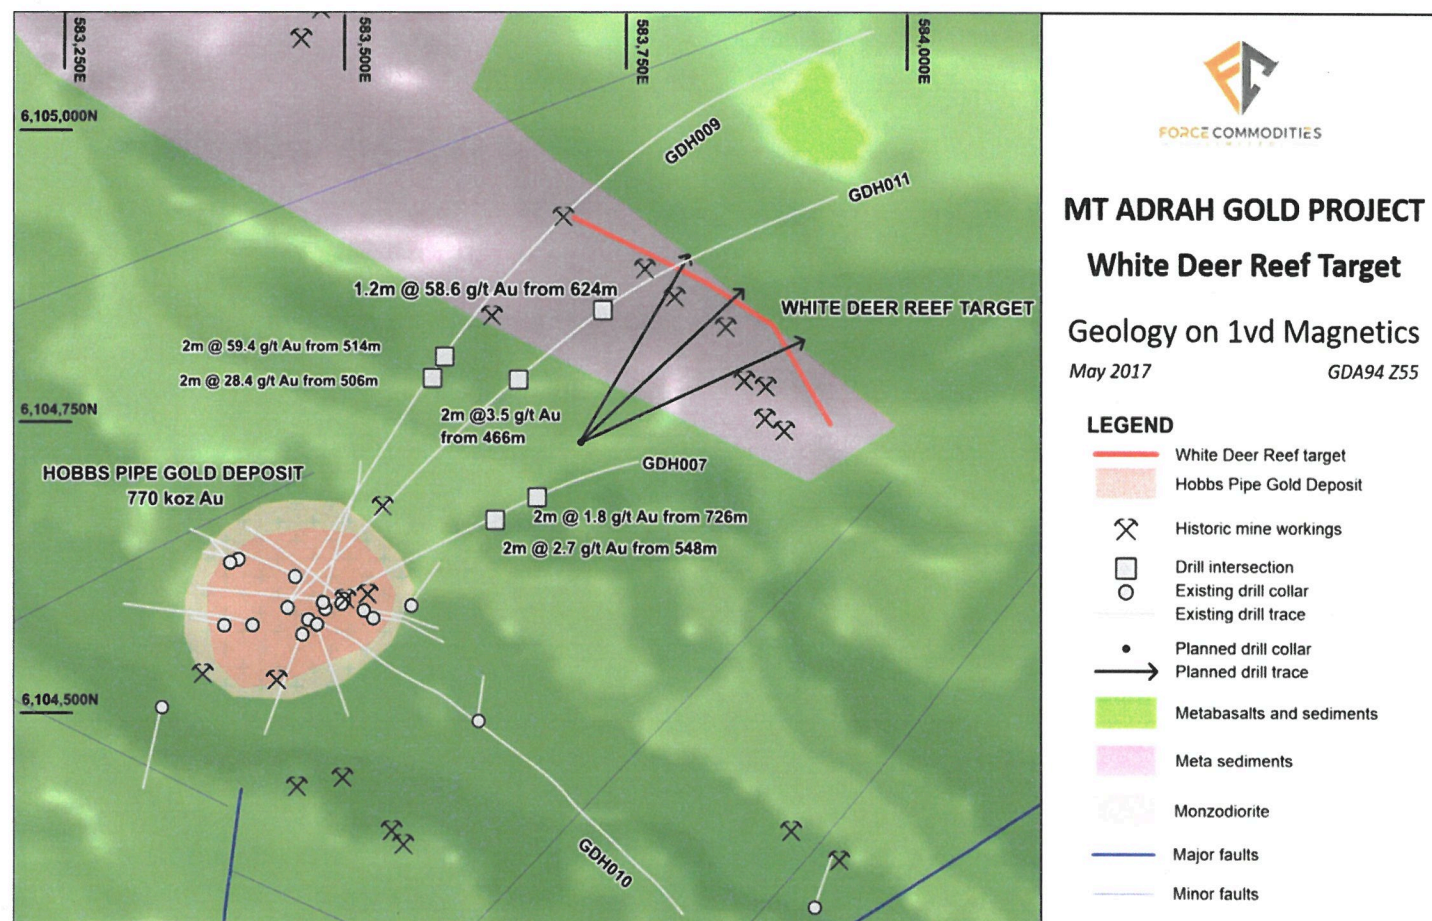 583,250E
583,500E
583,750E
584,000E
6,105,000N
GDH009
GDH011
1.2m @ 58.6 g/t Au from 624m
WHITE DEER REEF TARGET
2m @ 59.4 g/t Au from 514m
2m @ 28.4 g/t Au from 506m
6,104,750N
2m @3.5 g/t Au
from 466m
HOBBS PIPE GOLD DEPOSIT
770 koz Au
GDH007
2m @ 1.8 g/t Au from 726m
2m @ 2.7 g/t Au from 548m
6,104,500N
GDH010
FORCE COMMODITIES
MT ADRAH GOLD PROJECT
White Deer Reef Target
Geology on 1vd Magnetics
May 2017 GDA94 Z55
LEGEND
White Deer Reef target
Hobbs Pipe Gold Deposit
Historic mine workings
Drill intersection
Existing drill collar
Existing drill trace
Planned drill collar
Planned drill trace
Metabasalts and sediments
Meta sediments
Monzodiorite
Major faults
Minor faults